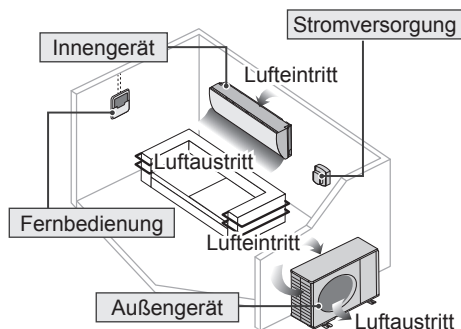 Stromversorgung
Innengerät
Lufteintritt
Luftaustritt
Fernbedienung
Lufteintritt
Außengerät
Luftaustritt